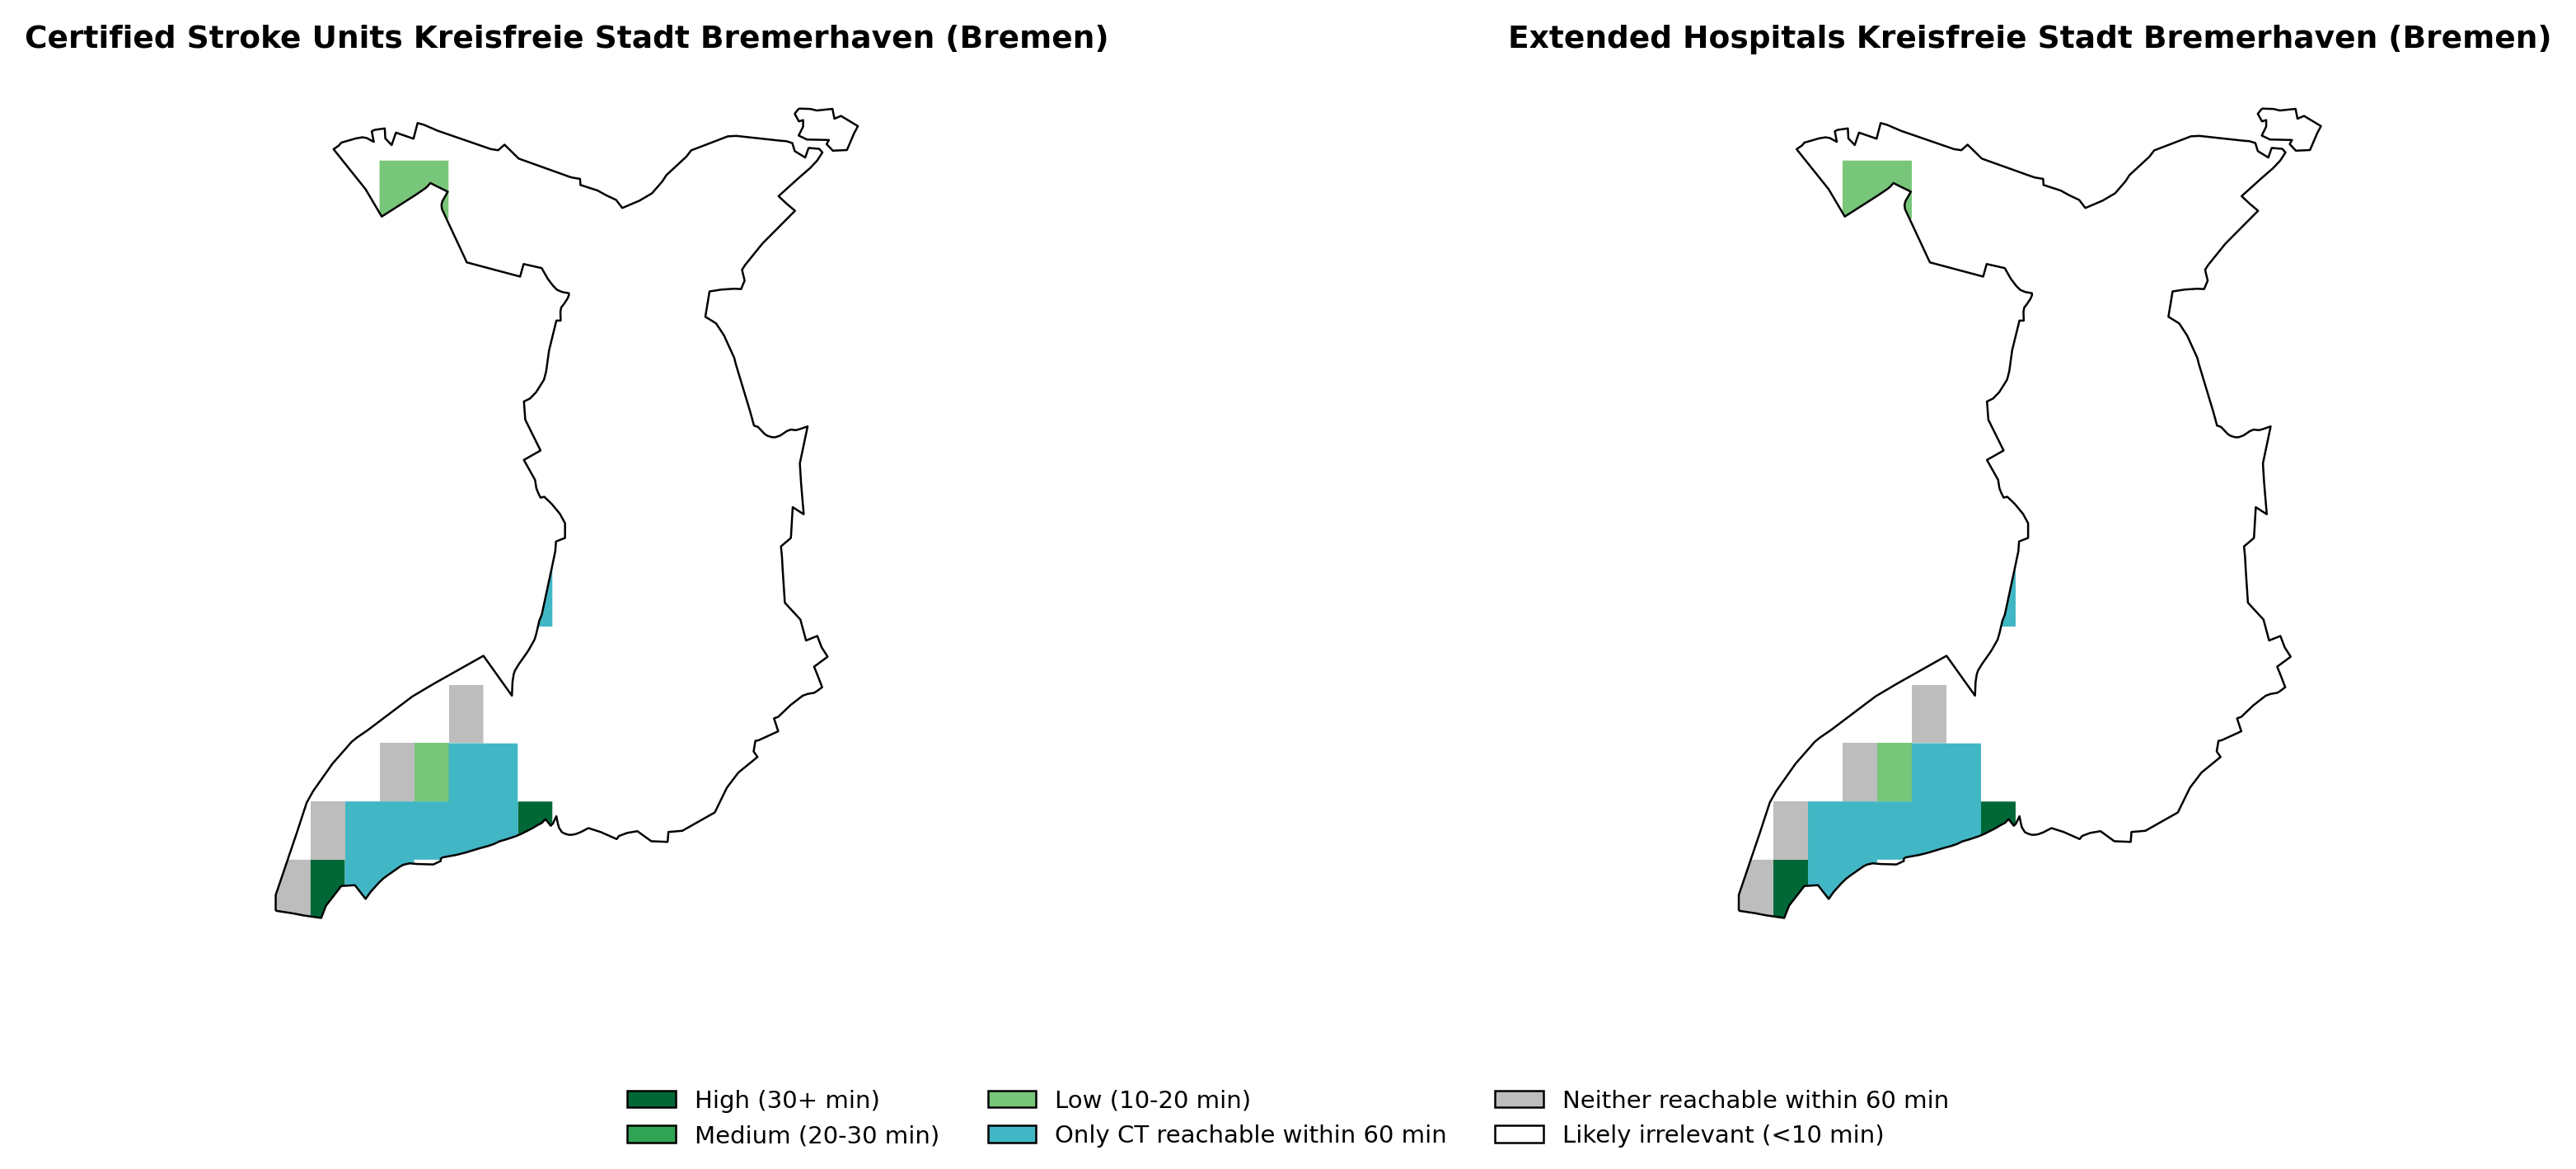 Certified Stroke Units Kreisfreie Stadt Bremerhaven (Bremen)
Extended Hospitals Kreisfreie Stadt Bremerhaven (Bremen)
High (30+ min)
Medium (20-30 min)
Low (10-20 min)
Only CT reachable within 60 min
Neither reachable within 60 min
Likely irrelevant (<10 min)